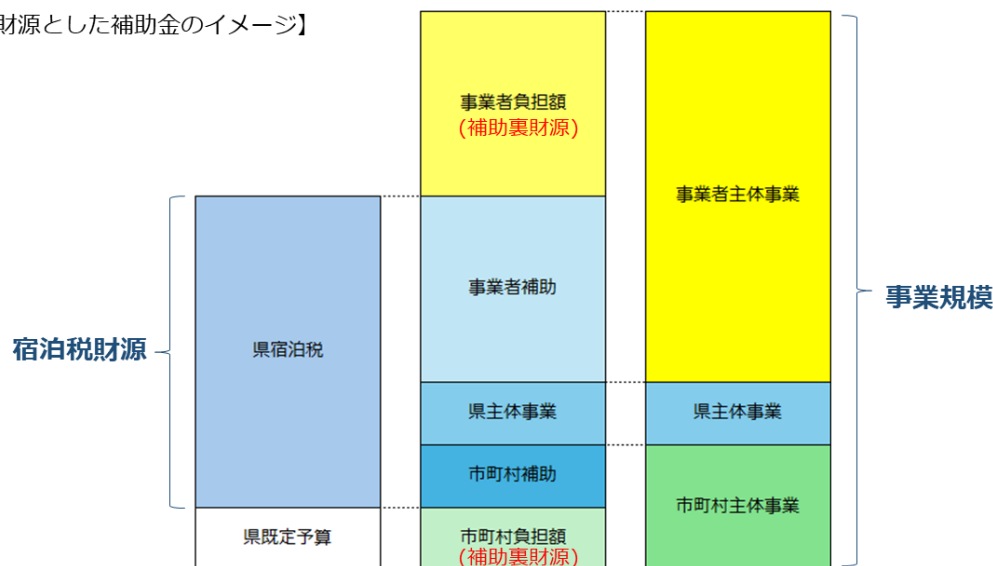 財源とした補助金のイメージ】
事業者負担額
(補助裏財源)
事業者主体事業
事業者補助
事業規模
宿泊税財源
県宿泊税
県主体事業
県主体事業
市町村補助
市町村主体事業
県既定予算
市町村負担額
(補助裏財源)